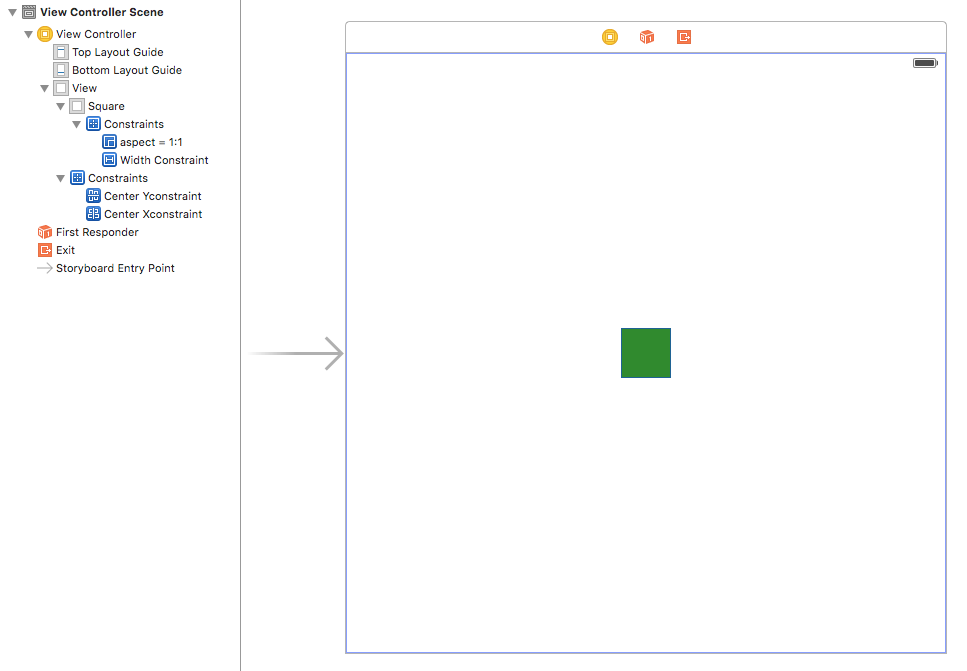 View Controller Scene
View Controller
Top Layout Guide
Bottom Layout Guide
View
Square
Constraints
aspect = 1:1
Width Constraint
Constraints
Center Yconstraint
Center Xconstraint
First Responder
Exit
Storyboard Entry Point